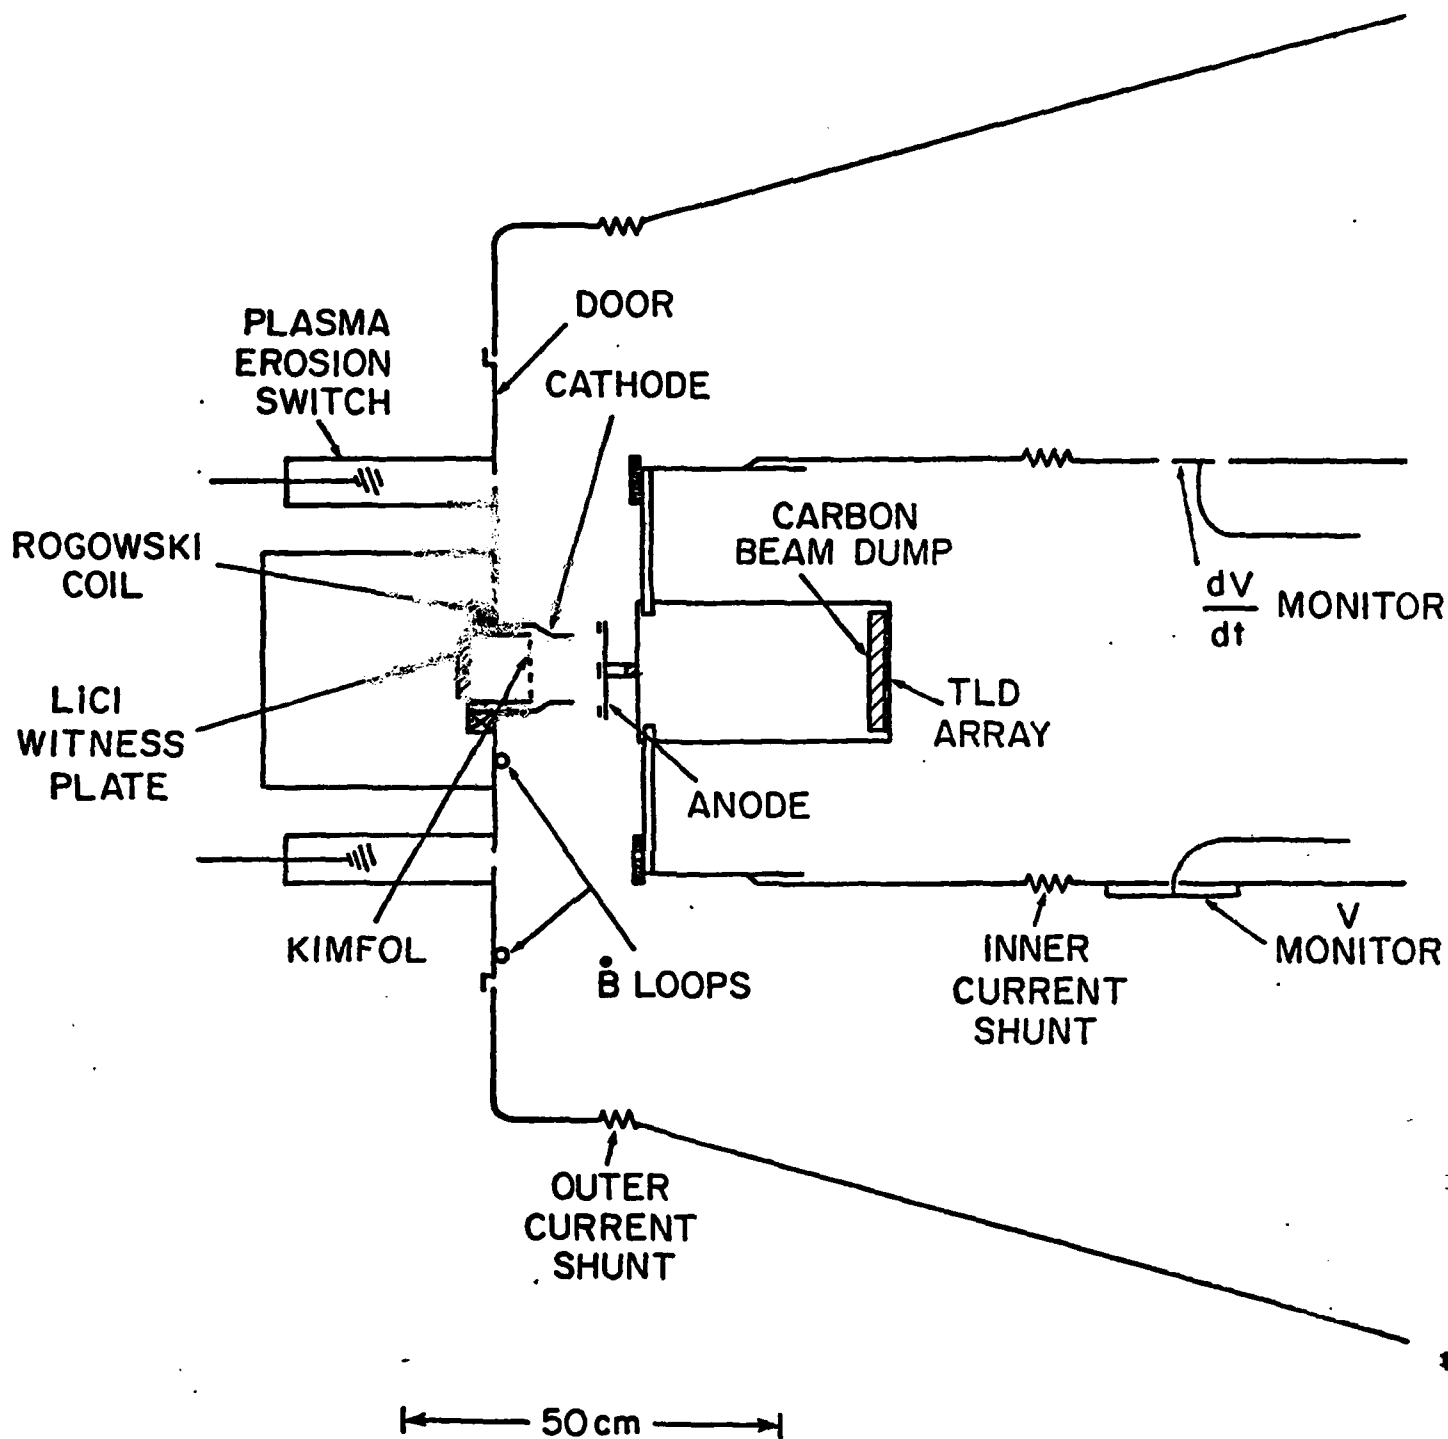 DOOR
PLASMA
EROSION
SWITCH
CATHODE
ROGOWSKI
COIL
CARBON
BEAM DUMP
dV
dt
MONITOR
LiCl
WITNESS
PLATE
TLD
ARRAY
ANODE
KIMFOL
Ḃ LOOPS
INNER
CURRENT
SHUNT
V
MONITOR
OUTER
CURRENT
SHUNT
50 cm